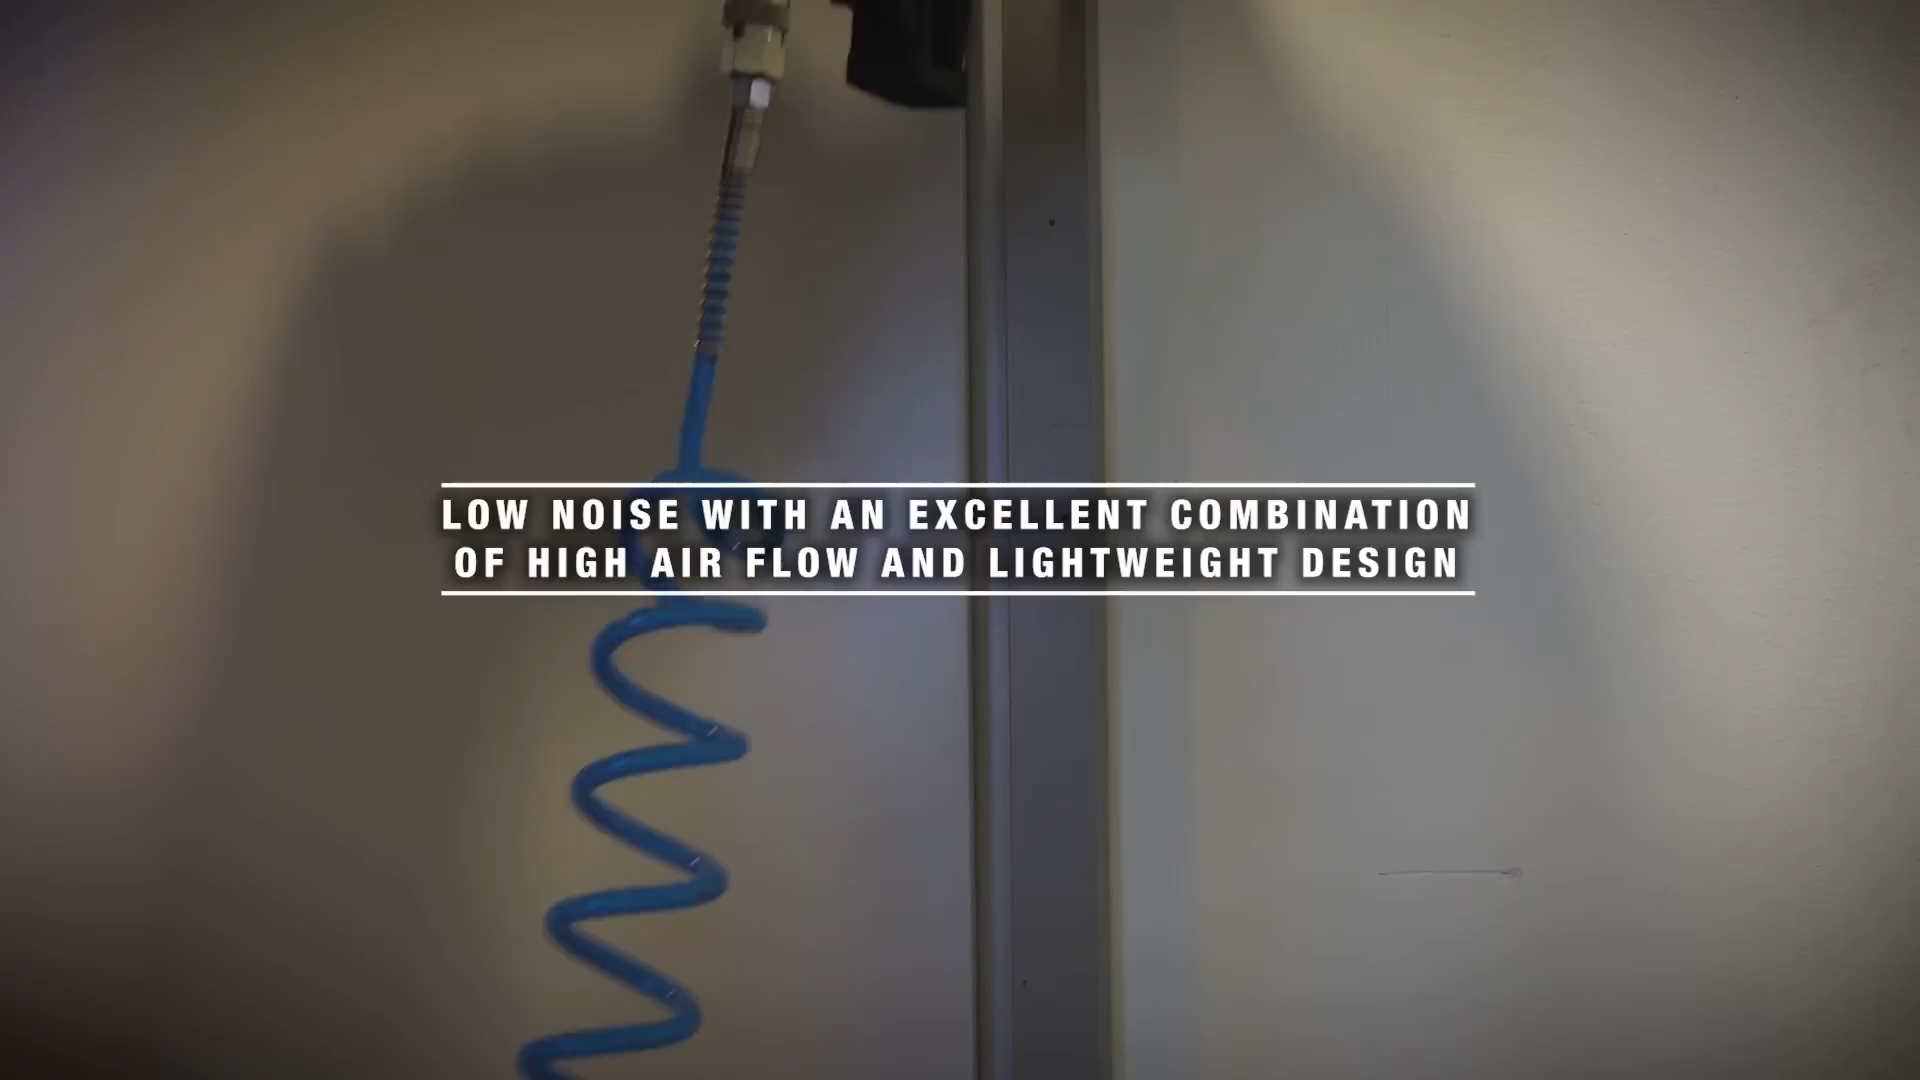 LOW NOISE WITH AN EXCELLENT COMBINATION
OF HIGH AIR FLOW AND LIGHTWEIGHT DESIGN